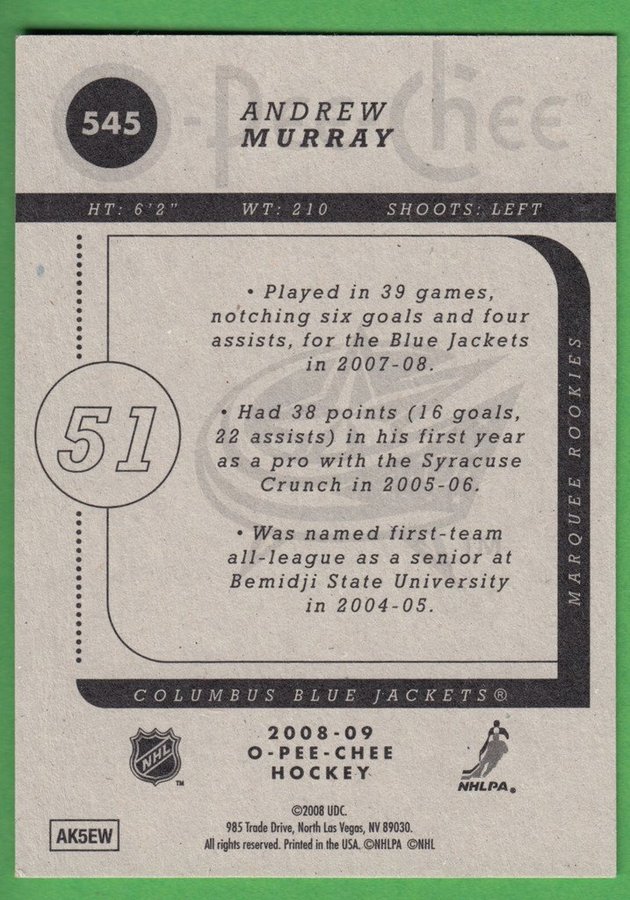 O-Pee-Chee®
545
ANDREW
MURRAY
HT: 6'2" WT: 210 SHOOTS: LEFT
• Played in 39 games,
notching six goals and four
assists, for the Blue Jackets
in 2007-08.
51
• Had 38 points (16 goals,
22 assists) in his first year
as a pro with the Syracuse
Crunch in 2005-06.
• Was named first-team
all-league as a senior at
Bemidji State University
in 2004-05.
MARQUEE ROOKIES
COLUMBUS BLUE JACKETS®
NHL
TM
2008-09
O-PEE-CHEE
HOCKEY
NHLPA®
©2008 UDC.
985 Trade Drive, North Las Vegas, NV 89030.
All rights reserved. Printed in the USA. ©NHLPA ©NHL
AK5EW